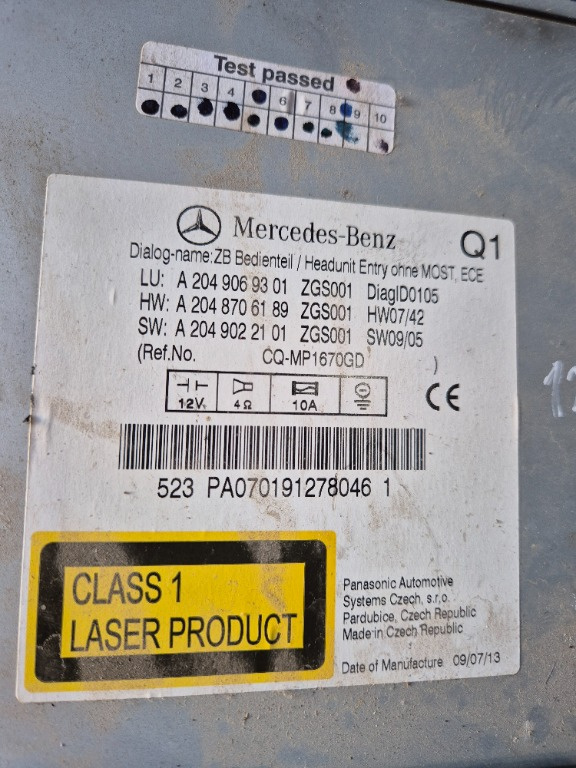 Test passed
1 2 3 4 6 7 8 9 10
Mercedes-Benz Q1
Dialog-name: ZB Bedienteil / Headunit Entry ohne MOST, ECE
LU: A 204 906 93 01 ZGS001 DiagID0105
HW: A 204 870 61 89 ZGS001 HW07/42
SW: A 204 902 21 01 ZGS001 SW09/05
(Ref.No. CQ-MP1670GD )
12V 4Ω 10A
CE
523 PA070191278046 1
CLASS 1
LASER PRODUCT
Panasonic Automotive
Systems Czech, s.r.o.
Pardubice, Czech Republic
Made in Czech Republic
Date of Manufacture 09/07/13